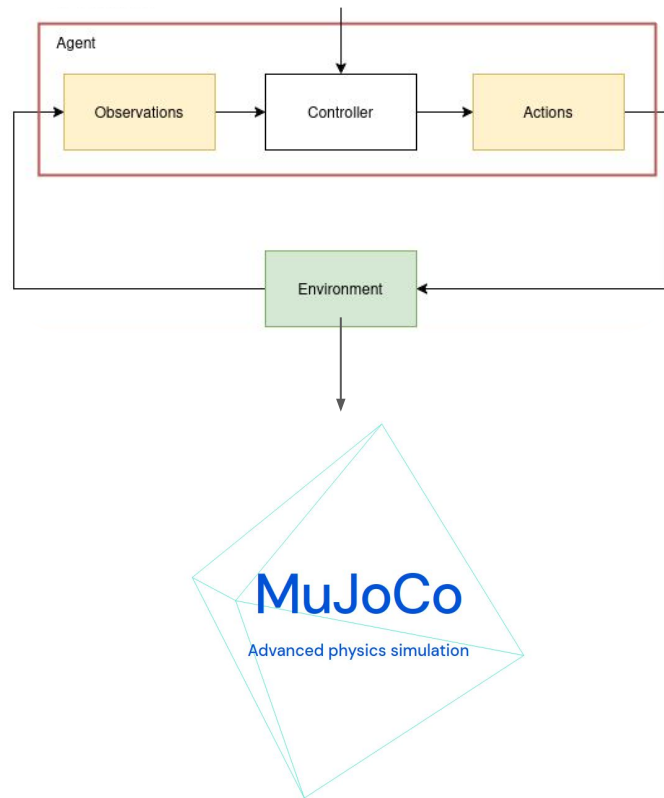 Agent
Observations
Controller
Actions
Environment
MuJoCo
Advanced physics simulation